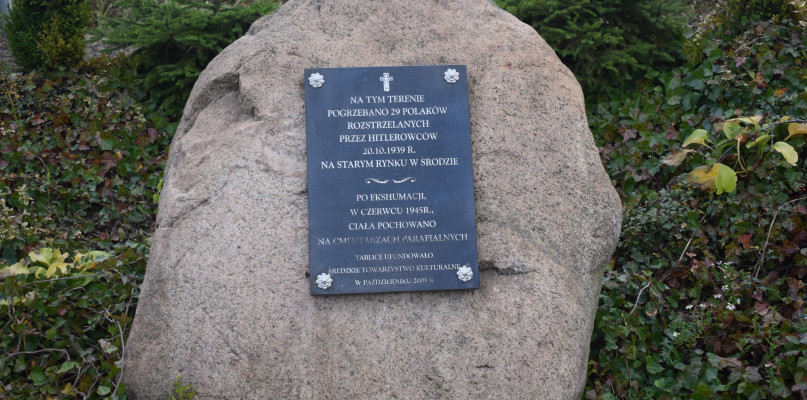 NA TYM TERENIE
POGRZEBANO 29 POLAKÓW
ROZSTRZELANYCH
PRZEZ HITLEROWCÓW
20.10.1939 R.
NA STARYM RYNKU W ŚRODZIE
PO EKSHUMACJI,
W CZERWCU 1945R.,
CIAŁA POCHOWANO
NA CMENTARZACH PARAFIALNYCH
TABLICE UFUNDOWAŁO
ŚREDZKIE TOWARZYSTWO KULTURALNE
W PAŹDZIERNIKU 2009 R.